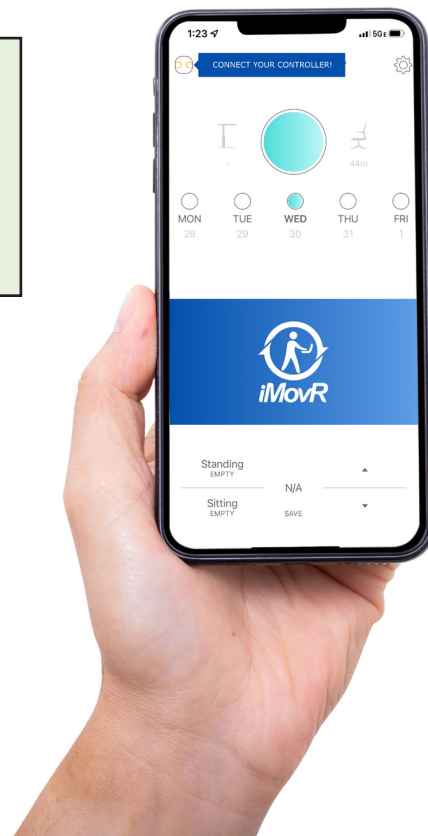 1:23
5GE
CONNECT YOUR CONTROLLER!
-
44m
MON TUE WED THU FRI
28 29 30 31 1
iMovR
Standing
EMPTY
N/A
Sitting
EMPTY
SAVE